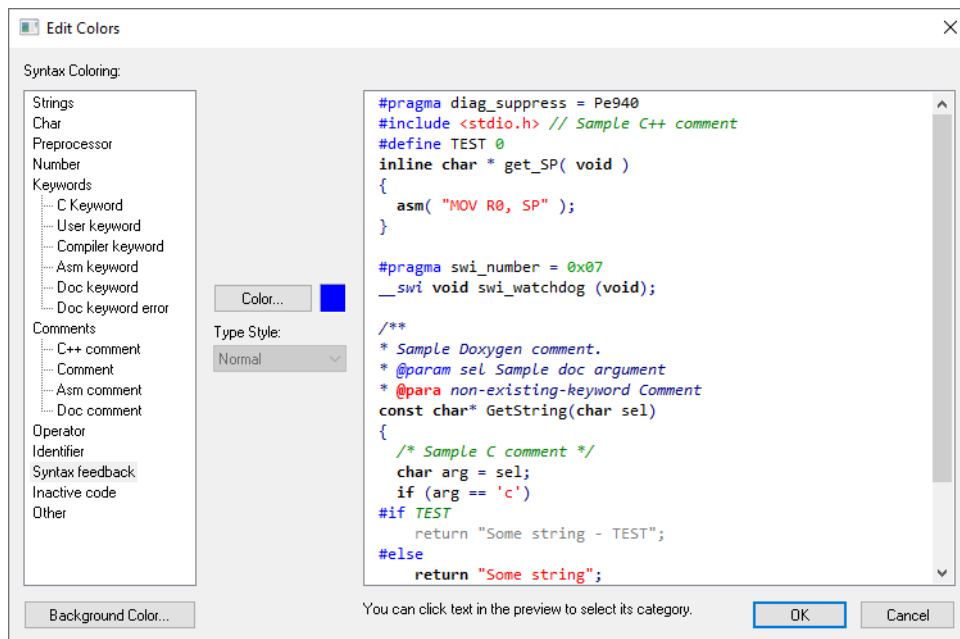 Edit Colors
Syntax Coloring:
Strings
Char
Preprocessor
Number
Keywords
C Keyword
User keyword
Compiler keyword
Asm keyword
Doc keyword
Doc keyword error
Comments
C++ comment
Comment
Asm comment
Doc comment
Operator
Identifier
Syntax feedback
Inactive code
Other
Background Color...
Color...
Type Style:
Normal
#pragma diag_suppress = Pe940
#include <stdio.h> // Sample C++ comment
#define TEST 0
inline char * get_SP( void )
{
  asm( "MOV R0, SP" );
}
#pragma swi_number = 0x07
__swi void swi_watchdog (void);
/**
* Sample Doxygen comment.
* @param sel Sample doc argument
* @para non-existing-keyword Comment
const char* GetString(char sel)
{
  /* Sample C comment */
  char arg = sel;
  if (arg == 'c')
#if TEST
    return "Some string - TEST";
#else
    return "Some string";
You can click text in the preview to select its category.
OK
Cancel